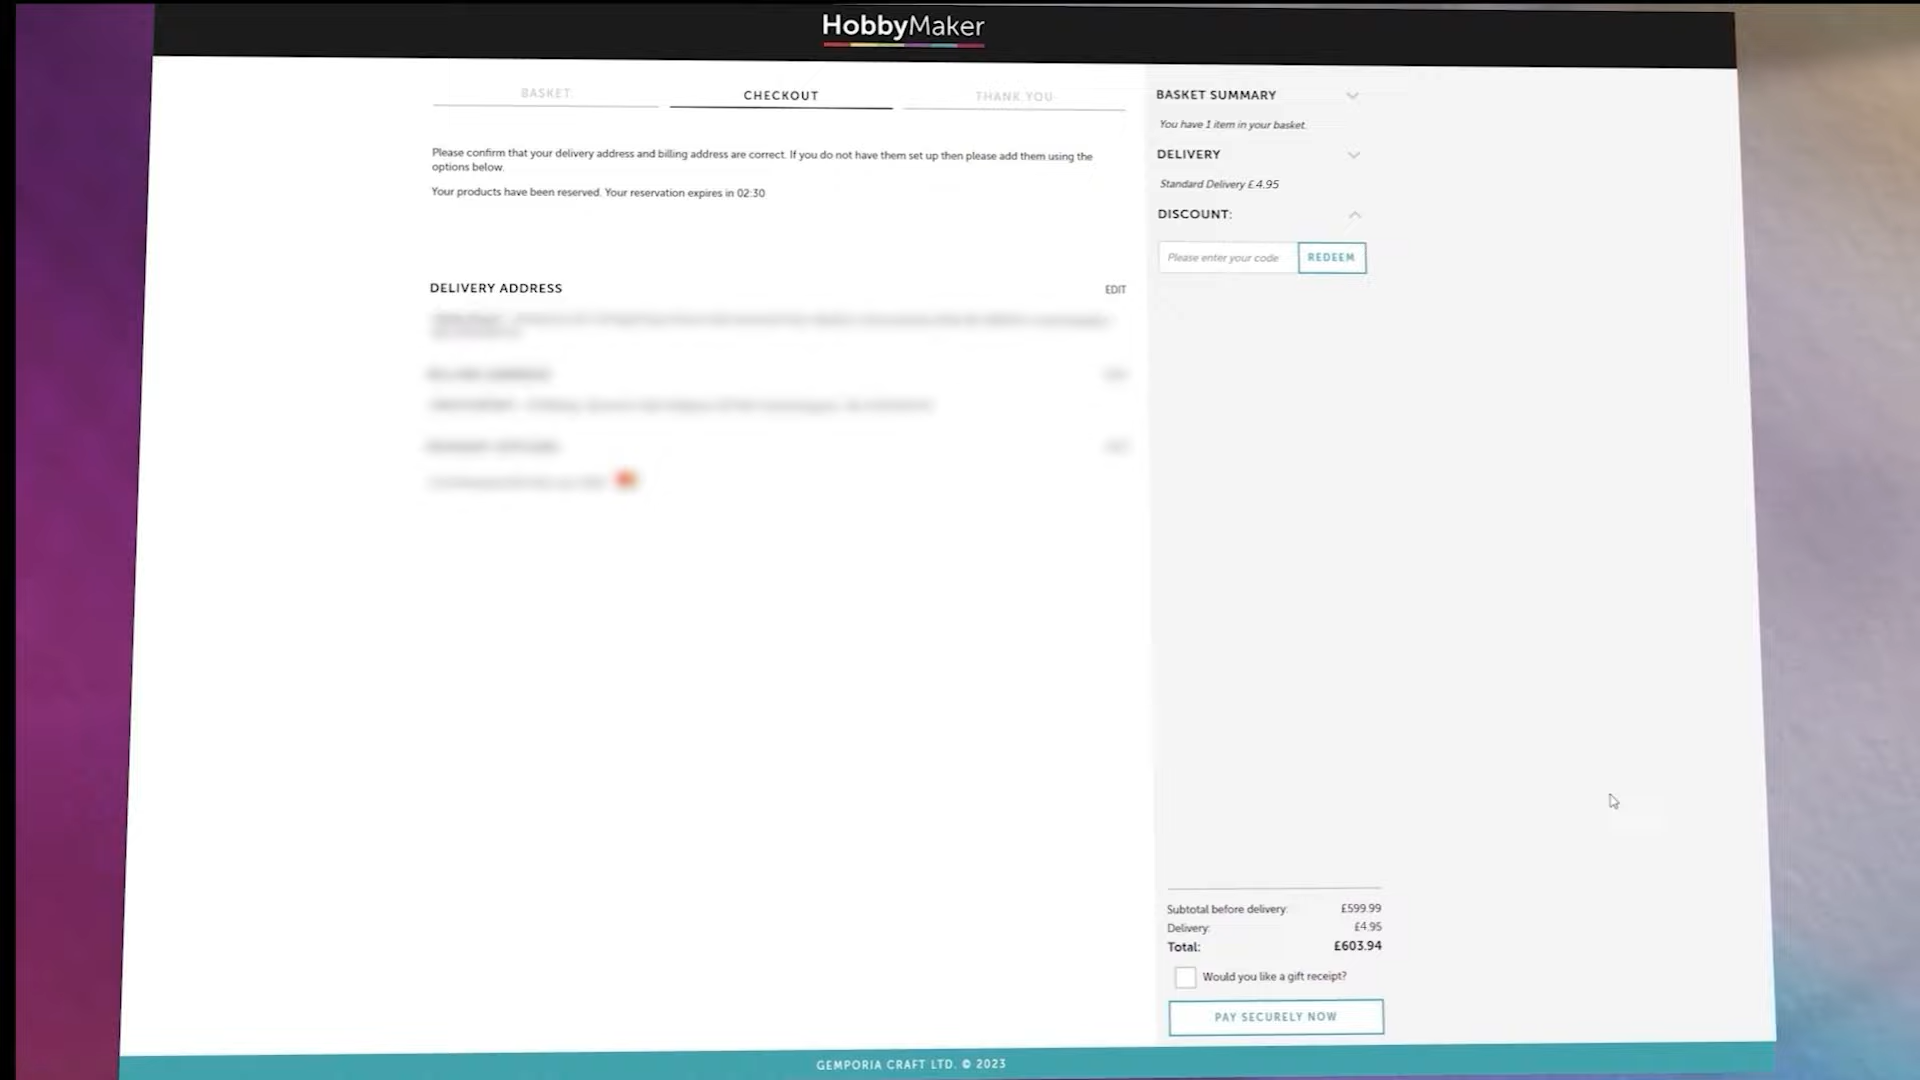 HobbyMaker
BASKET
CHECKOUT
THANK YOU
Please confirm that your delivery address and billing address are correct. If you do not have them set up then please add them using the
options below.
Your products have been reserved. Your reservation expires in 02:30
DELIVERY ADDRESS
EDIT
BASKET SUMMARY
You have 1 item in your basket.
DELIVERY
Standard Delivery £4.95
DISCOUNT:
Please enter your code
REDEEM
Subtotal before delivery: £599.99
Delivery: £4.95
Total: £603.94
Would you like a gift receipt?
PAY SECURELY NOW
GEMPORIA CRAFT LTD. © 2023